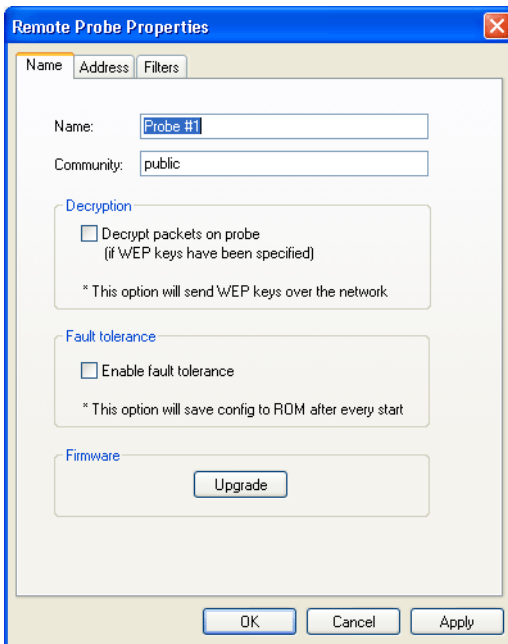 Remote Probe Properties
Name Address Filters
Name: Probe #1
Community: public
Decryption
Decrypt packets on probe
(if WEP keys have been specified)
* This option will send WEP keys over the network
Fault tolerance
Enable fault tolerance
* This option will save config to ROM after every start
Firmware
Upgrade
OK Cancel Apply